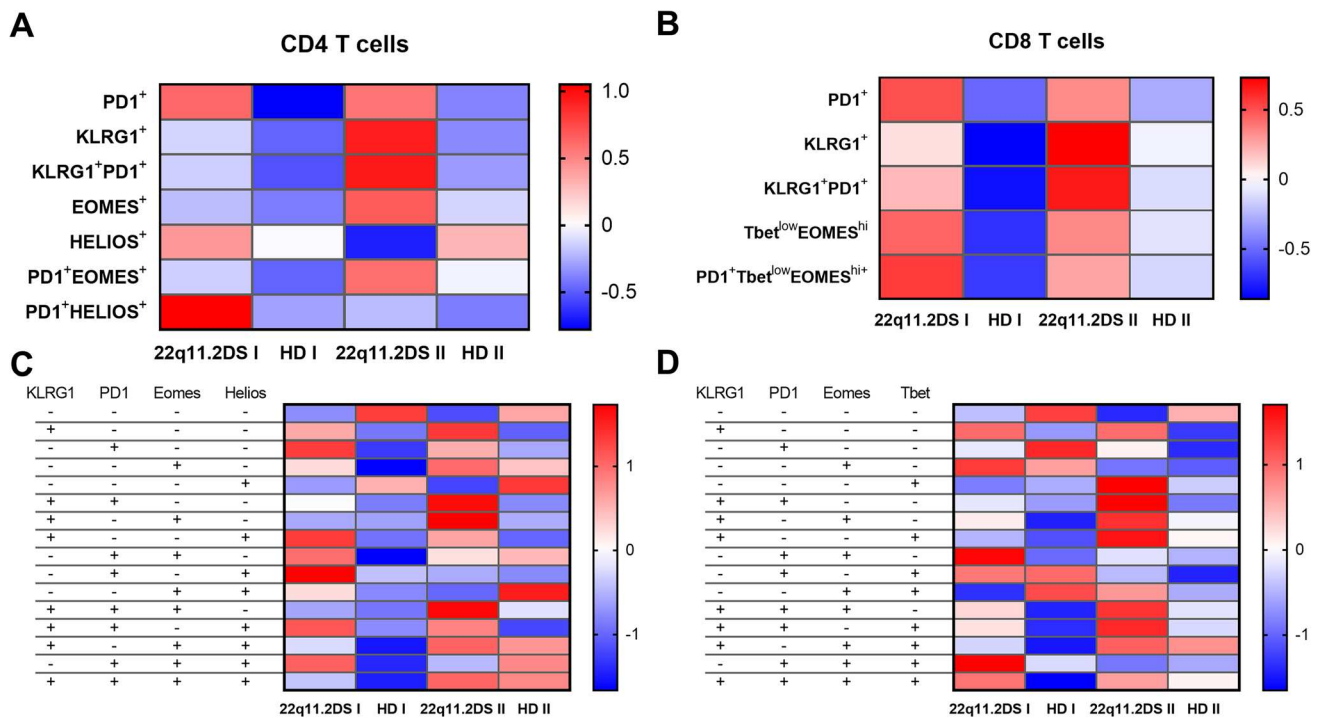 A
CD4 T cells
PD1⁺
KLRG1⁺
KLRG1⁺PD1⁺
EOMES⁺
HELIOS⁺
PD1⁺EOMES⁺
PD1⁺HELIOS⁺
22q11.2DS I HD I 22q11.2DS II HD II
1.0
0.5
0
-0.5
B
CD8 T cells
PD1⁺
KLRG1⁺
KLRG1⁺PD1⁺
TbetˡᵒʷEOMESʰⁱ
PD1⁺TbetˡᵒʷEOMESʰⁱ⁺
22q11.2DS I HD I 22q11.2DS II HD II
0.5
0
-0.5
C
KLRG1 PD1 Eomes Helios
- - - -
+ - - -
- + - -
- - + -
- - - +
+ + - -
+ - + -
+ - - +
- + + -
- + - +
- - + +
+ + + -
+ + - +
+ - + +
- + + +
+ + + +
22q11.2DS I HD I 22q11.2DS II HD II
1
0
-1
D
KLRG1 PD1 Eomes Tbet
- - - -
+ - - -
- + - -
- - + -
- - - +
+ + - -
+ - + -
+ - - +
- + + -
- + - +
- - + +
+ + + -
+ + - +
+ - + +
- + + +
+ + + +
22q11.2DS I HD I 22q11.2DS II HD II
1
0
-1